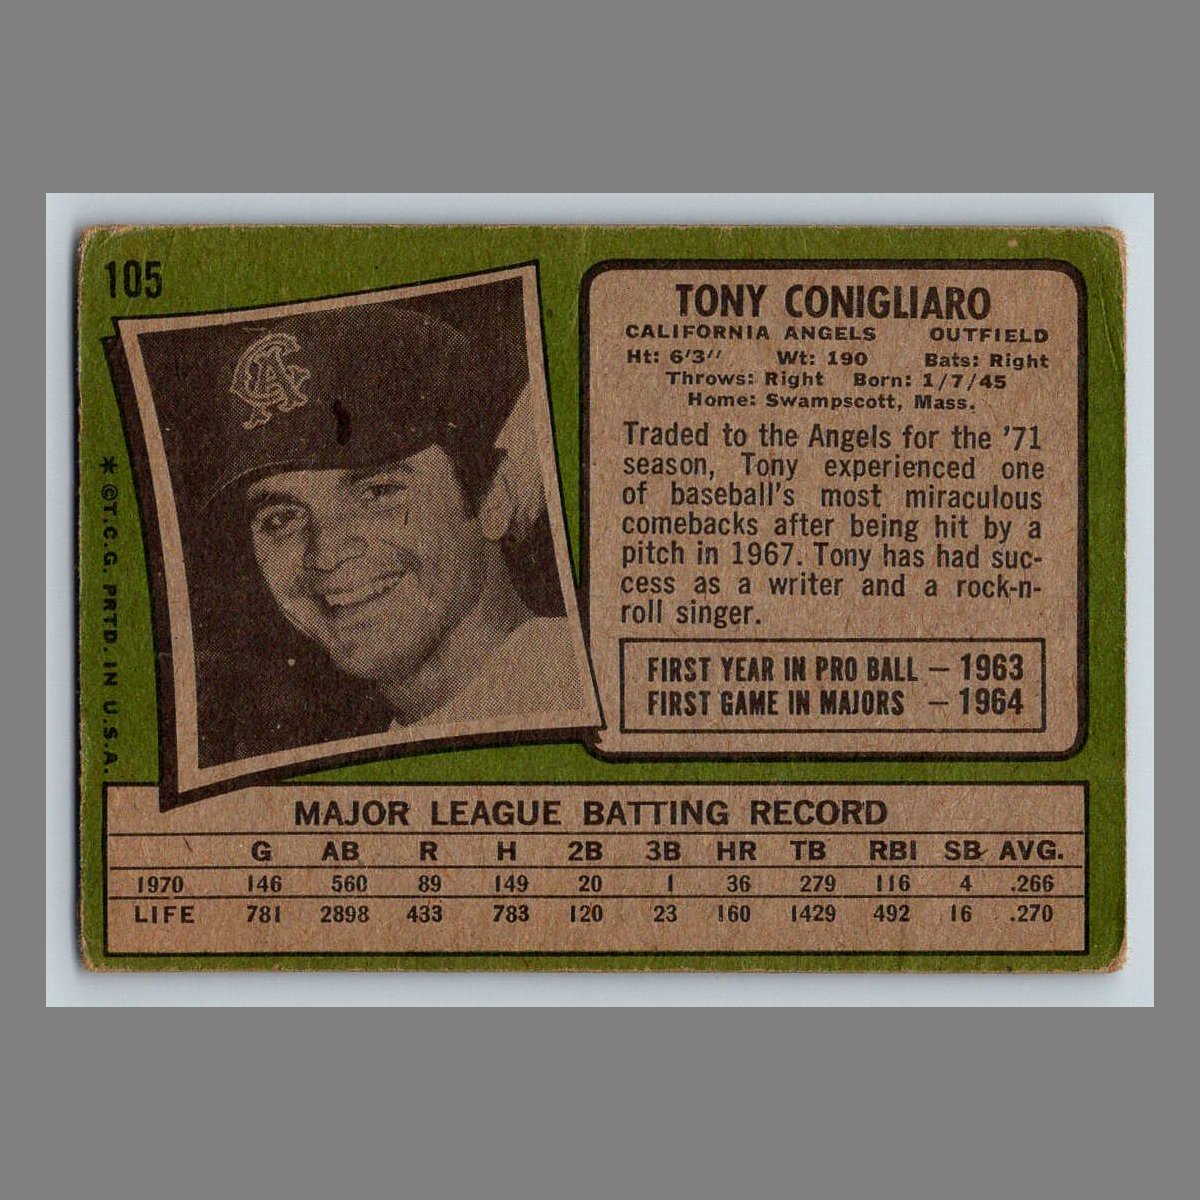 105
TONY CONIGLIARO
CALIFORNIA ANGELS OUTFIELD
Ht: 6'3" Wt: 190 Bats: Right
Throws: Right Born: 1/7/45
Home: Swampscott, Mass.
Traded to the Angels for the '71
season, Tony experienced one
of baseball's most miraculous
comebacks after being hit by a
pitch in 1967. Tony has had suc-
cess as a writer and a rock-n-
roll singer.
FIRST YEAR IN PRO BALL — 1963
FIRST GAME IN MAJORS — 1964
* ©T.C.G. PRTD. IN U.S.A.
CA
MAJOR LEAGUE BATTING RECORD
G AB R H 2B 3B HR TB RBI SB AVG.
1970 146 560 89 149 20 1 36 279 116 4 .266
LIFE 781 2898 433 783 120 23 160 1429 492 16 .270